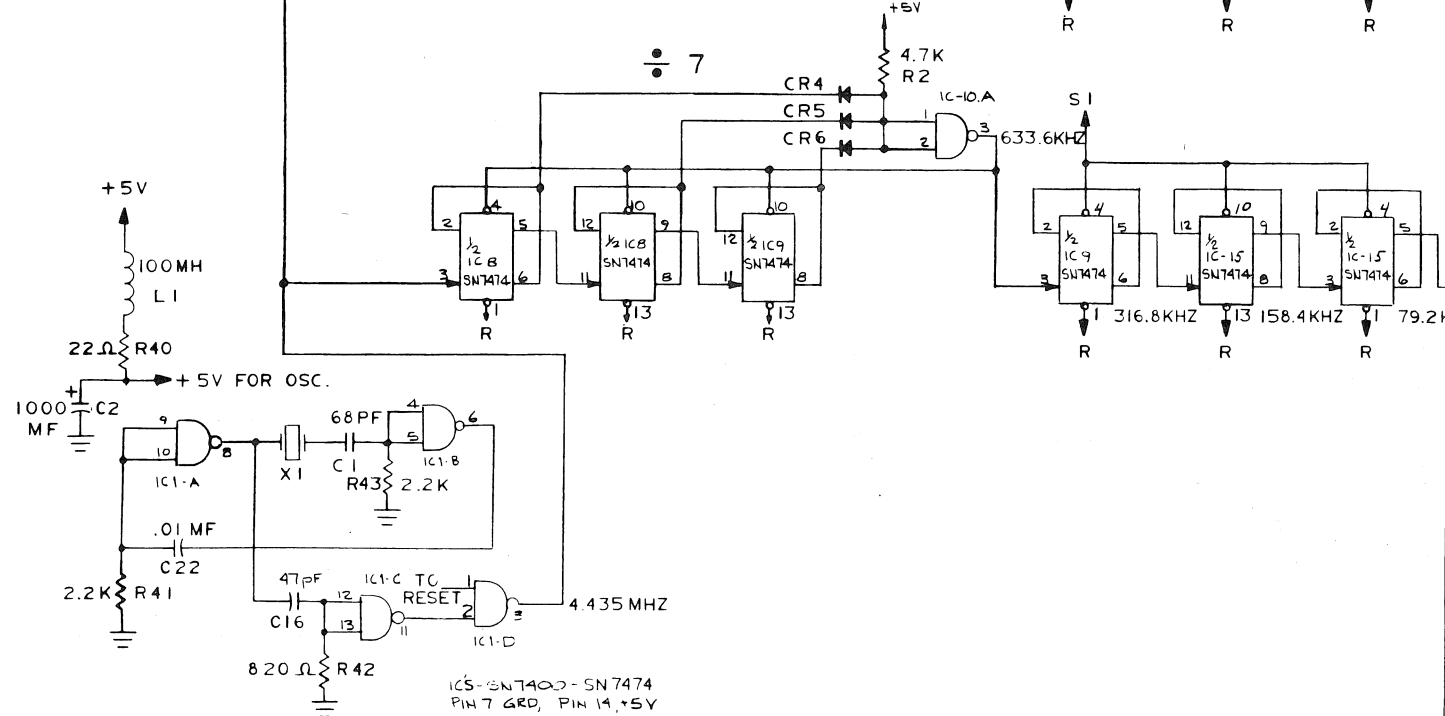 +5V
R
R
R
÷ 7
4.7K
R2
CR4
CR5
CR6
IC-10.A
1
2
3
633.6KHZ
S1
+5V
100MH
L1
22Ω R40
+ 5V FOR OSC.
+
1000
MF
C2
4
2
5
½
IC8
SN7474
3
6
1
R
10
12
9
½ IC8
SN7474
11
8
13
R
10
12
½ IC9
SN7474
11
8
13
R
4
2
5
½
IC9
SN7474
3
6
1
316.8KHZ
R
10
12
9
½
IC-15
SN7474
11
8
13
158.4KHZ
R
4
2
5
½
IC-15
SN7474
3
6
1
79.2K
R
9
10
8
IC1-A
X1
68PF
C1
4
5
6
IC1-B
R43 2.2K
.01 MF
C22
2.2K R41
47pF
C16
12
13
11
IC1-C
TO
RESET
1
2
3
IC1-D
4.435MHZ
820Ω R42
IC'S-SN7400-SN7474
PIN 7 GRD, PIN 14,+5V